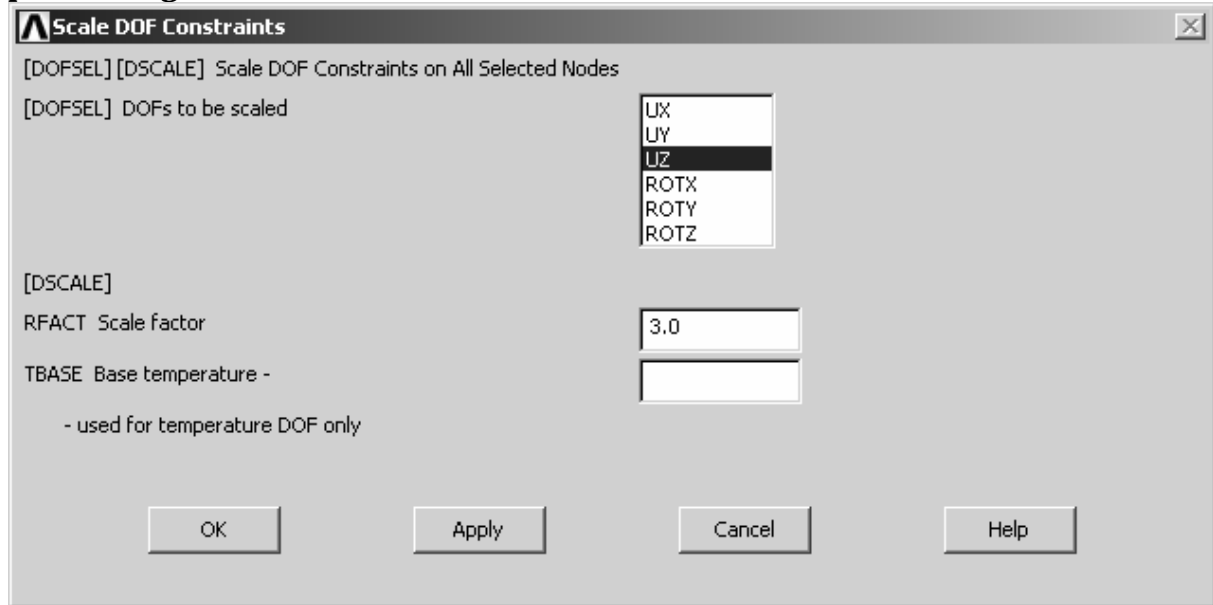 Scale DOF Constraints
[DOFSEL] [DSCALE] Scale DOF Constraints on All Selected Nodes
[DOFSEL] DOFs to be scaled
UX
UY
UZ
ROTX
ROTY
ROTZ
[DSCALE]
RFACT Scale factor
3.0
TBASE Base temperature -
- used for temperature DOF only
OK
Apply
Cancel
Help